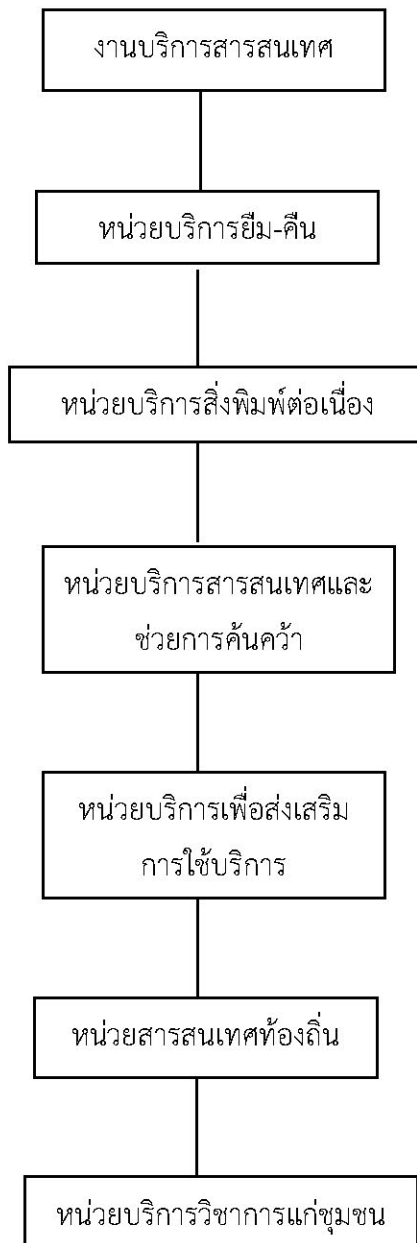 งานบริการสารสนเทศ
หน่วยบริการยืม-คืน
หน่วยบริการสิ่งพิมพ์ต่อเนื่อง
หน่วยบริการสารสนเทศและ
ช่วยการค้นคว้า
หน่วยบริการเพื่อส่งเสริม
การใช้บริการ
หน่วยสารสนเทศท้องถิ่น
หน่วยบริการวิชาการแก่ชุมชน